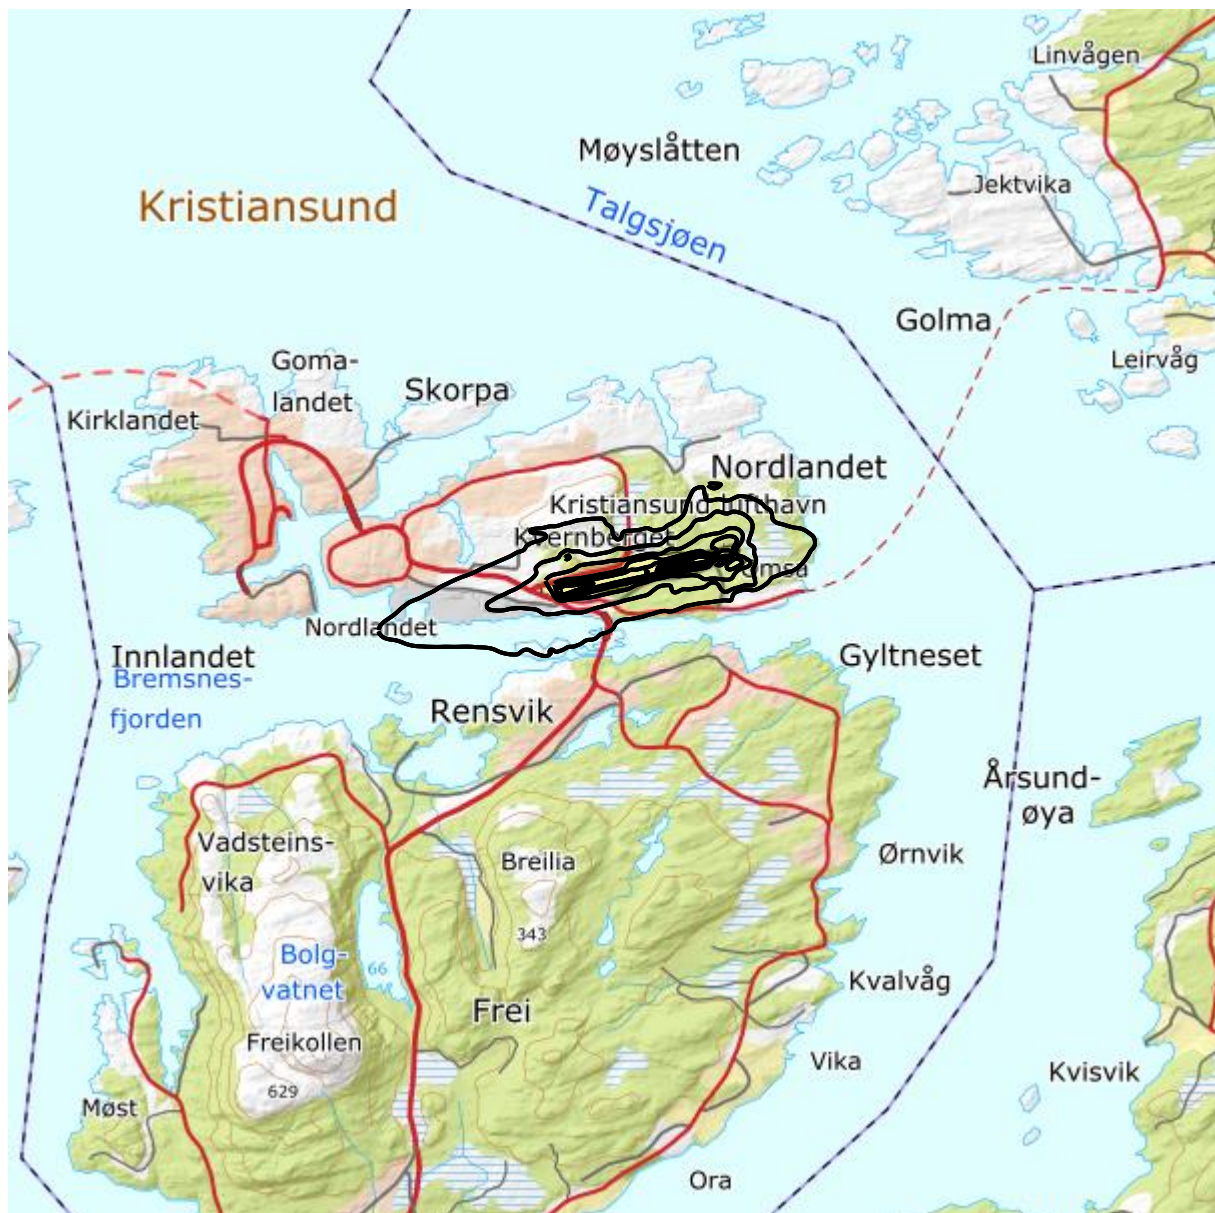 Linvågen
Møyslåtten
Jektvika
Kristiansund
Talgsjøen
Golma
Leirvåg
Goma-
landet
Skorpa
Kirklandet
Nordlandet
Kristiansund lufthavn
Kvernberget
Omsa
Nordlandet
Innlandet
Bremsnes-
fjorden
Gyltneset
Rensvik
Årsund-
øya
Vadsteins-
vika
Breilia
Ørnvik
343
Bolg-
vatnet
66
Kvalvåg
Frei
Freikollen
629
Vika
Kvisvik
Møst
Ora